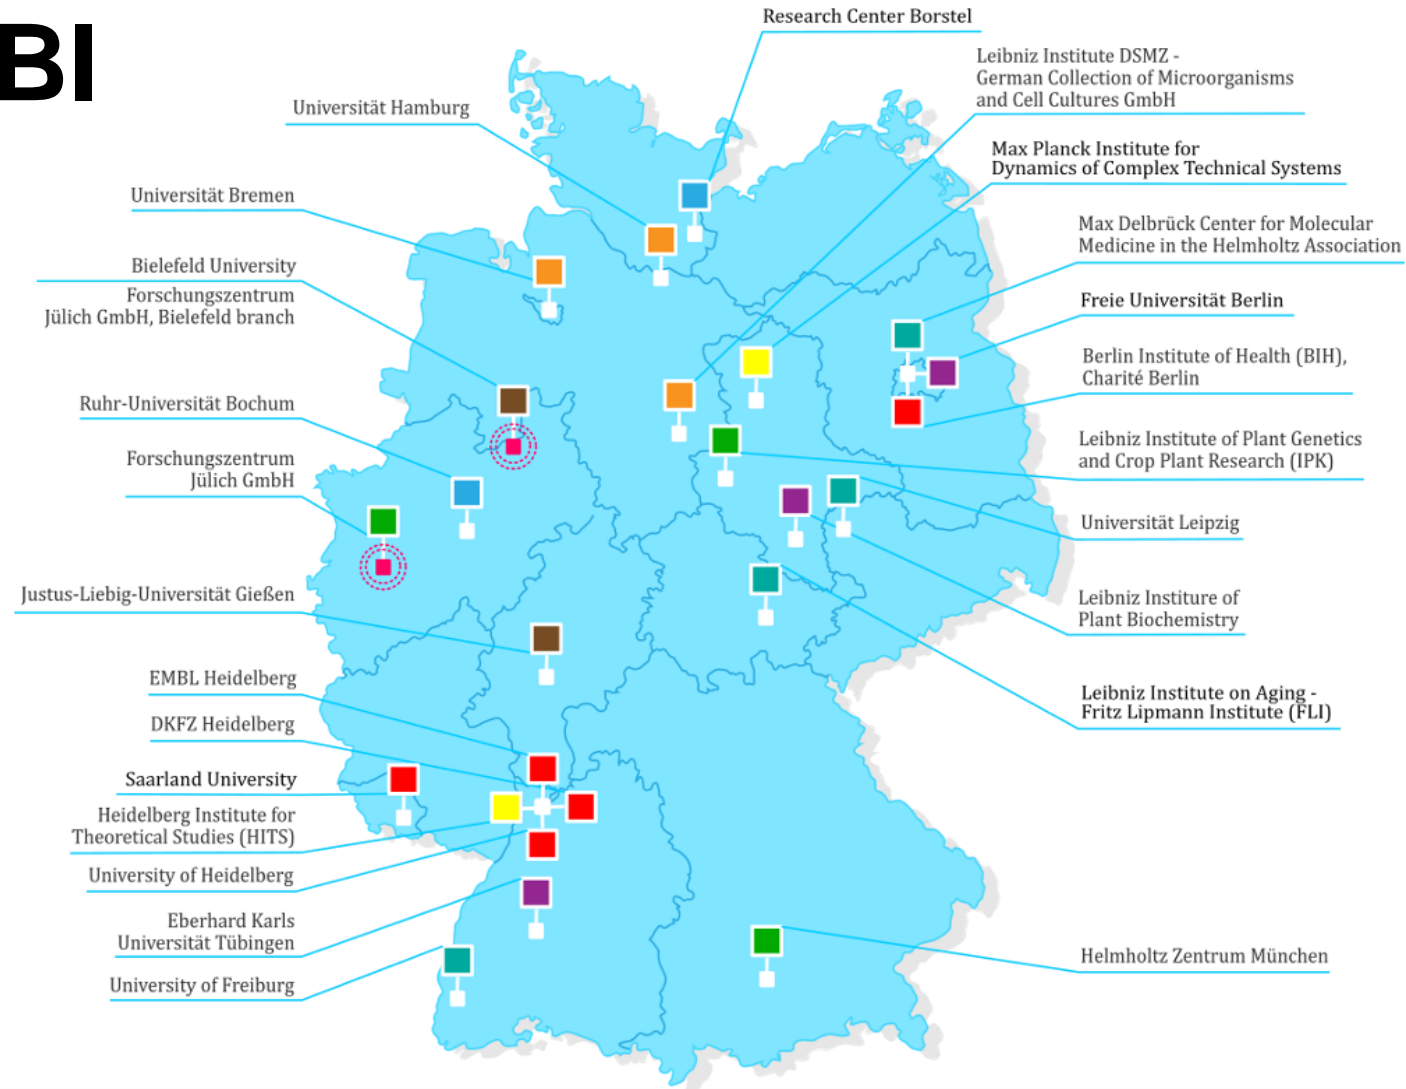 BI
Research Center Borstel
Leibniz Institute DSMZ -
German Collection of Microorganisms
and Cell Cultures GmbH
Universität Hamburg
Max Planck Institute for
Dynamics of Complex Technical Systems
Universität Bremen
Max Delbrück Center for Molecular
Medicine in the Helmholtz Association
Bielefeld University
Forschungszentrum
Jülich GmbH, Bielefeld branch
Freie Universität Berlin
Berlin Institute of Health (BIH),
Charité Berlin
Ruhr-Universität Bochum
Leibniz Institute of Plant Genetics
and Crop Plant Research (IPK)
Forschungszentrum
Jülich GmbH
Universität Leipzig
Justus-Liebig-Universität Gießen
Leibniz Institure of
Plant Biochemistry
EMBL Heidelberg
Leibniz Institute on Aging -
Fritz Lipmann Institute (FLI)
DKFZ Heidelberg
Saarland University
Heidelberg Institute for
Theoretical Studies (HITS)
University of Heidelberg
Eberhard Karls
Universität Tübingen
Helmholtz Zentrum München
University of Freiburg